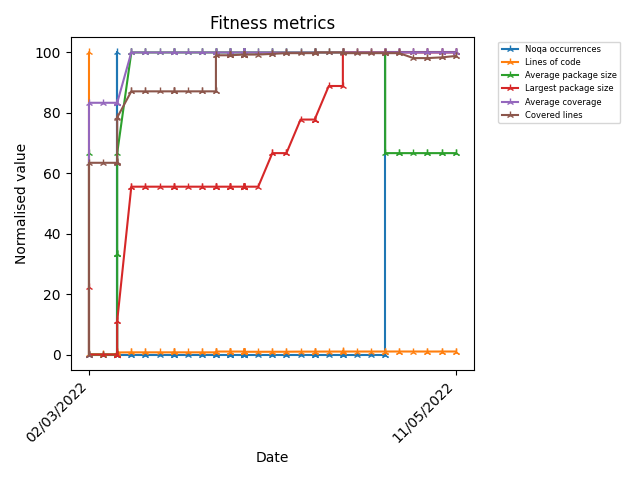 Fitness metrics
Normalised value
100
80
60
40
20
0
02/03/2022
11/05/2022
Date
Noqa occurrences
Lines of code
Average package size
Largest package size
Average coverage
Covered lines